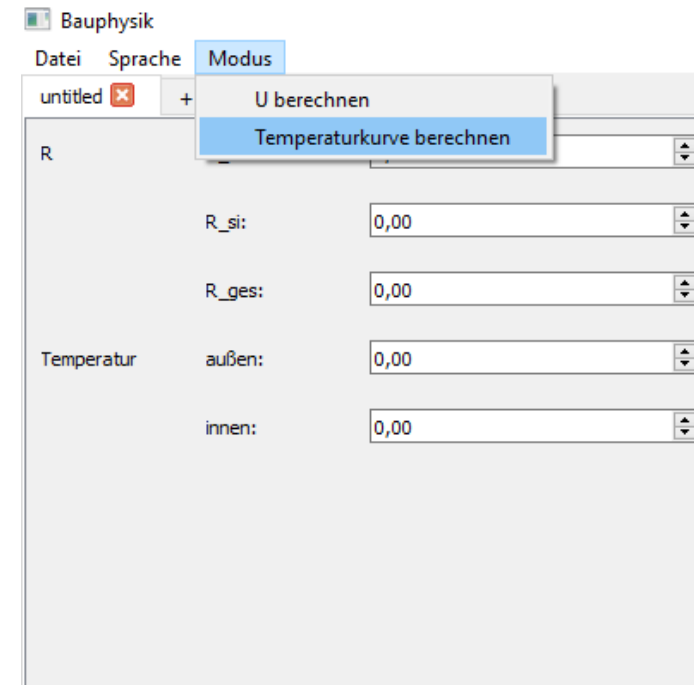 Bauphysik
Datei Sprache Modus
untitled +
U berechnen
Temperaturkurve berechnen
R
R_si: 0,00
R_ges: 0,00
Temperatur außen: 0,00
innen: 0,00